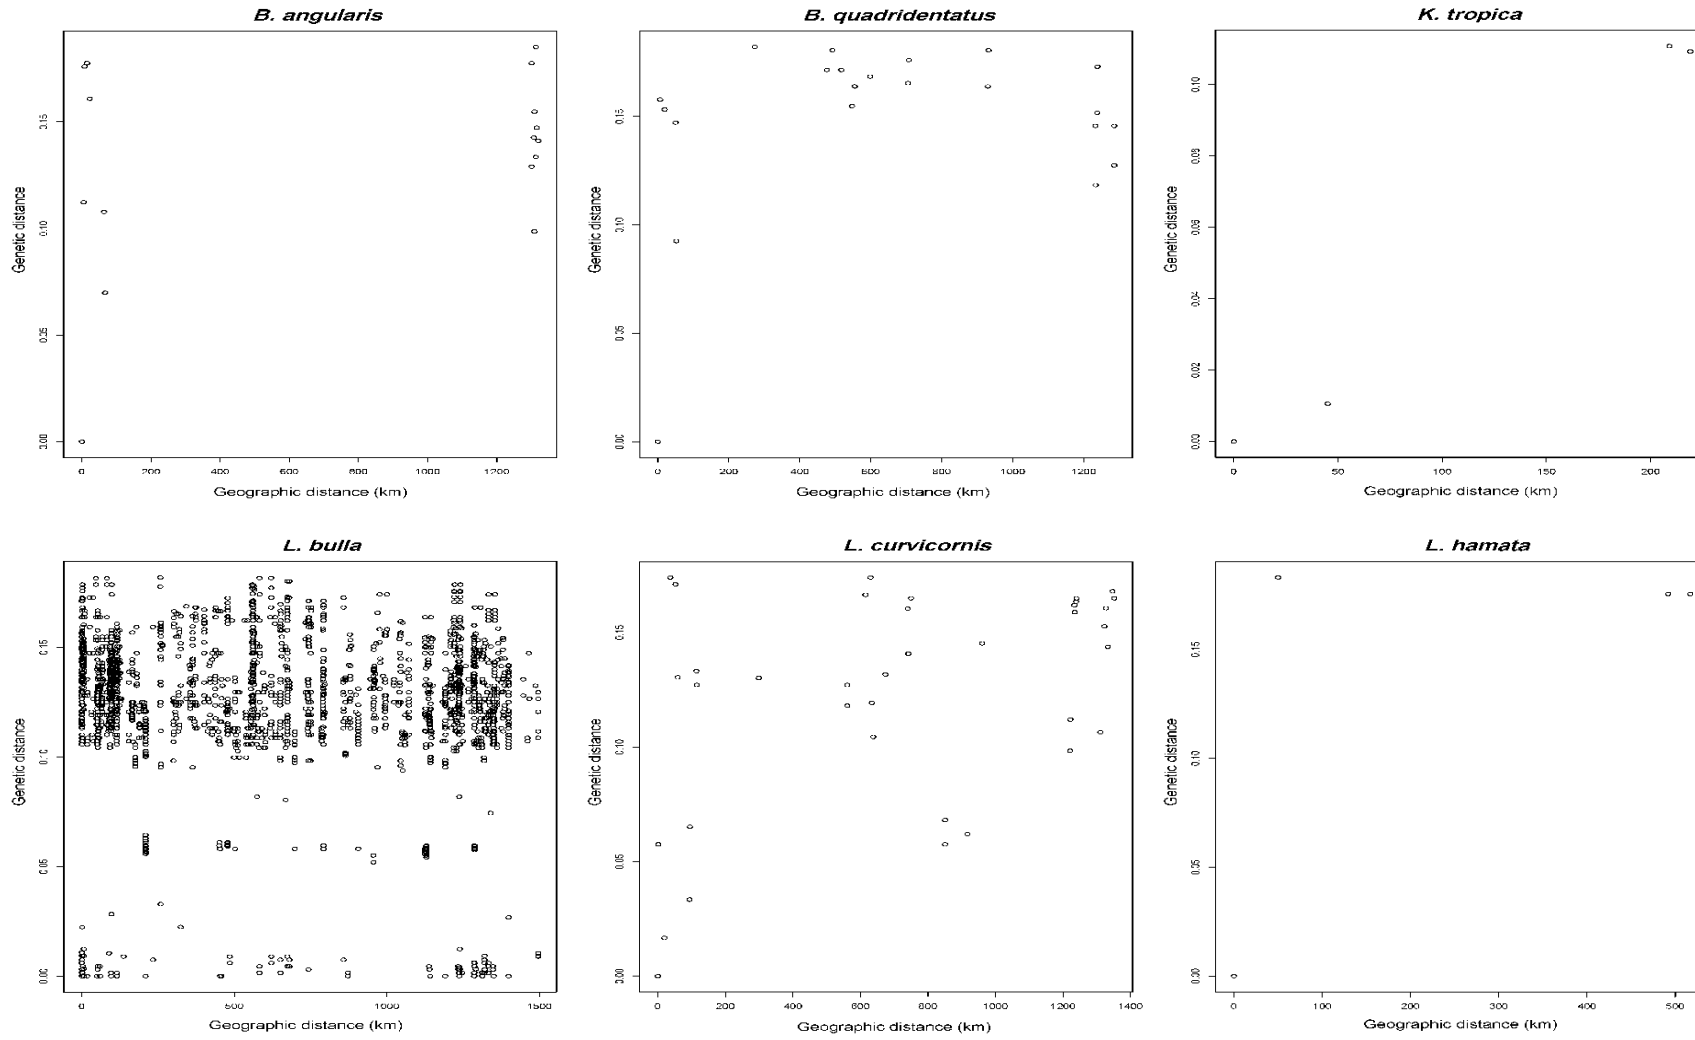 B. angularis
B. quadridentatus
K. tropica
Genetic distance
0.15
0.10
0.05
0.00
0 200 400 600 800 1000 1200
Geographic distance (km)
Genetic distance
0.15
0.10
0.05
0.00
0 200 400 600 800 1000 1200
Geographic distance (km)
Genetic distance
0.10
0.08
0.06
0.04
0.02
0.00
0 50 100 150 200
Geographic distance (km)
L. bulla
L. curvicornis
L. hamata
Genetic distance
0.15
0.10
0.05
0.00
0 500 1000 1500
Geographic distance (km)
Genetic distance
0.15
0.10
0.05
0.00
0 200 400 600 800 1000 1200 1400
Geographic distance (km)
Genetic distance
0.15
0.10
0.05
0.00
0 100 200 300 400 500
Geographic distance (km)